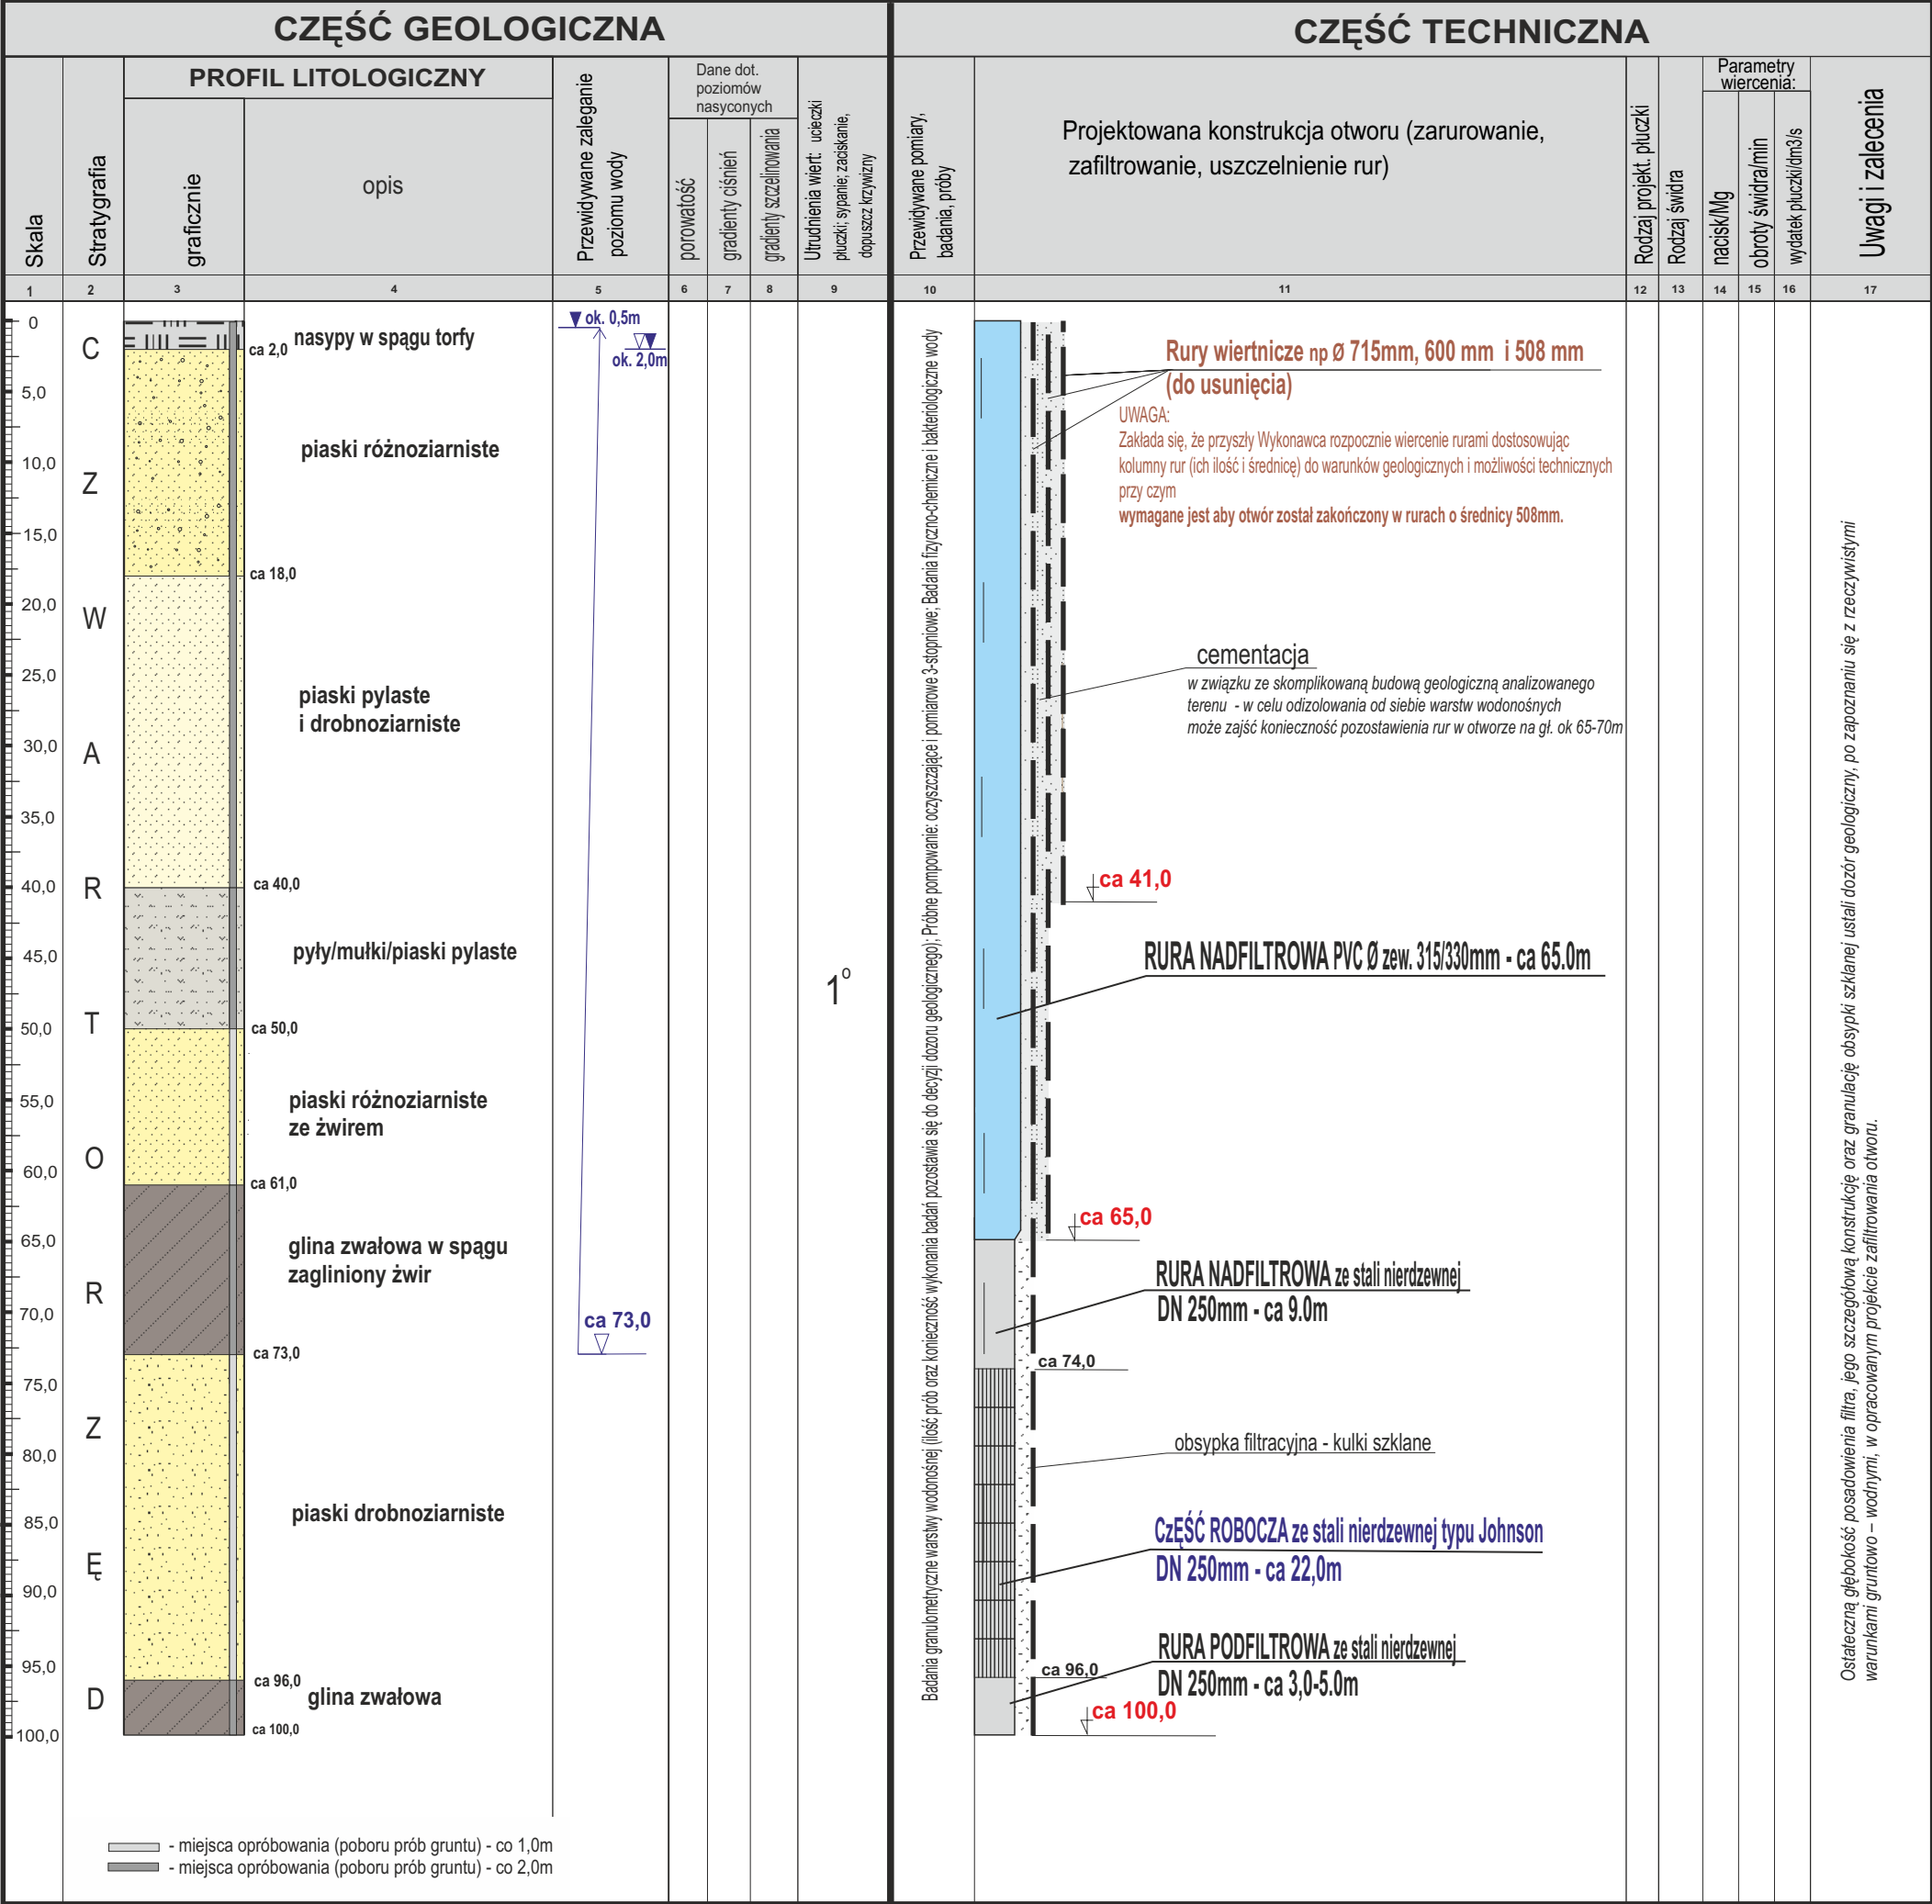 CZĘŚĆ GEOLOGICZNA
CZĘŚĆ TECHNICZNA
Skala
Stratygrafia
PROFIL LITOLOGICZNY
graficznie
opis
Przewidywane zaleganie
poziomu wody
Dane dot.
poziomów
nasyconych
porowatość
gradienty ciśnień
gradienty szczelinowania
Utrudnienia wiert: ucieczki
płuczki; sypanie; zaciskanie,
dopuszcz krzywizny
Przewidywane pomiary,
badania, próby
Projektowana konstrukcja otworu (zarurowanie,
zafiltrowanie, uszczelnienie rur)
Rodzaj projekt. płuczki
Rodzaj świdra
Parametry
wiercenia:
nacisk/Mg
obroty świdra/min
wydatek płuczki/dm3/s
Uwagi i zalecenia
1 2 3 4 5 6 7 8 9 10 11 12 13 14 15 16 17
0
5,0
10,0
15,0
20,0
25,0
30,0
35,0
40,0
45,0
50,0
55,0
60,0
65,0
70,0
75,0
80,0
85,0
90,0
95,0
100,0
C
Z
W
A
R
T
O
R
Z
Ę
D
ca 2,0
nasypy w spągu torfy
piaski różnoziarniste
ca 18,0
piaski pylaste
i drobnoziarniste
ca 40,0
pyły/mułki/piaski pylaste
ca 50,0
piaski różnoziarniste
ze żwirem
ca 61,0
glina zwałowa w spągu
zagliniony żwir
ca 73,0
piaski drobnoziarniste
ca 96,0
glina zwałowa
ca 100,0
ok. 0,5m
ok. 2,0m
ca 73,0
1°
Badania granulometryczne warstwy wodonośnej (ilość prób oraz konieczność wykonania badań pozostawia się do decyzji dozoru geologicznego); Próbne pompowanie: oczyszczające i pomiarowe 3-stopniowe; Badania fizyczno-chemiczne i bakteriologiczne wody
Rury wiertnicze np Ø 715mm, 600 mm i 508 mm
(do usunięcia)
UWAGA:
Zakłada się, że przyszły Wykonawca rozpocznie wiercenie rurami dostosowując
kolumny rur (ich ilość i średnicę) do warunków geologicznych i możliwości technicznych
przy czym
wymagane jest aby otwór został zakończony w rurach o średnicy 508mm.
cementacja
w związku ze skomplikowaną budową geologiczną analizowanego
terenu - w celu odizolowania od siebie warstw wodonośnych
może zajść konieczność pozostawienia rur w otworze na gł. ok 65-70m
ca 41,0
RURA NADFILTROWA PVC Ø zew. 315/330mm - ca 65.0m
ca 65,0
RURA NADFILTROWA ze stali nierdzewnej
DN 250mm - ca 9.0m
ca 74,0
obsypka filtracyjna - kulki szklane
CzĘŚĆ ROBOCZA ze stali nierdzewnej typu Johnson
DN 250mm - ca 22,0m
RURA PODFILTROWA ze stali nierdzewnej
ca 96,0
DN 250mm - ca 3,0-5.0m
ca 100,0
Ostateczną głębokość posadowienia filtra, jego szczegółową konstrukcję oraz granulację obsypki szklanej ustali dozór geologiczny, po zapoznaniu się z rzeczywistymi
warunkami gruntowo – wodnymi, w opracowanym projekcie zafiltrowania otworu.
- miejsca opróbowania (poboru prób gruntu) - co 1,0m
- miejsca opróbowania (poboru prób gruntu) - co 2,0m